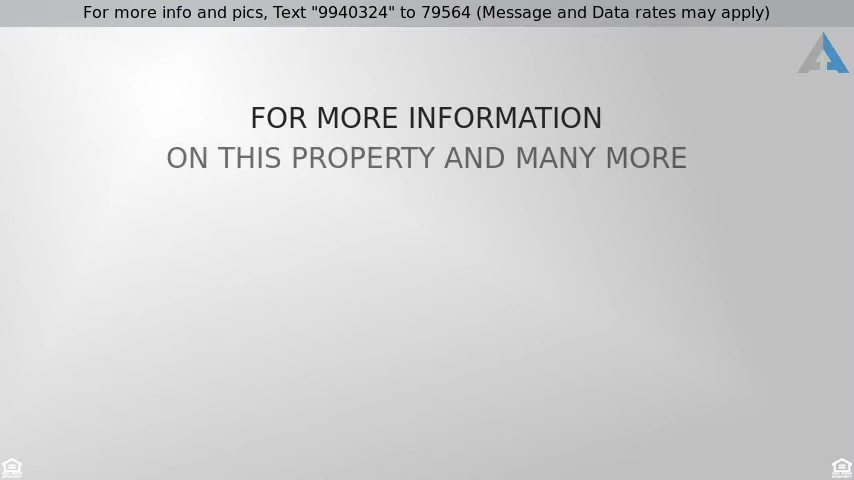 For more info and pics, Text "9940324" to 79564 (Message and Data rates may apply)
FOR MORE INFORMATION
ON THIS PROPERTY AND MANY MORE